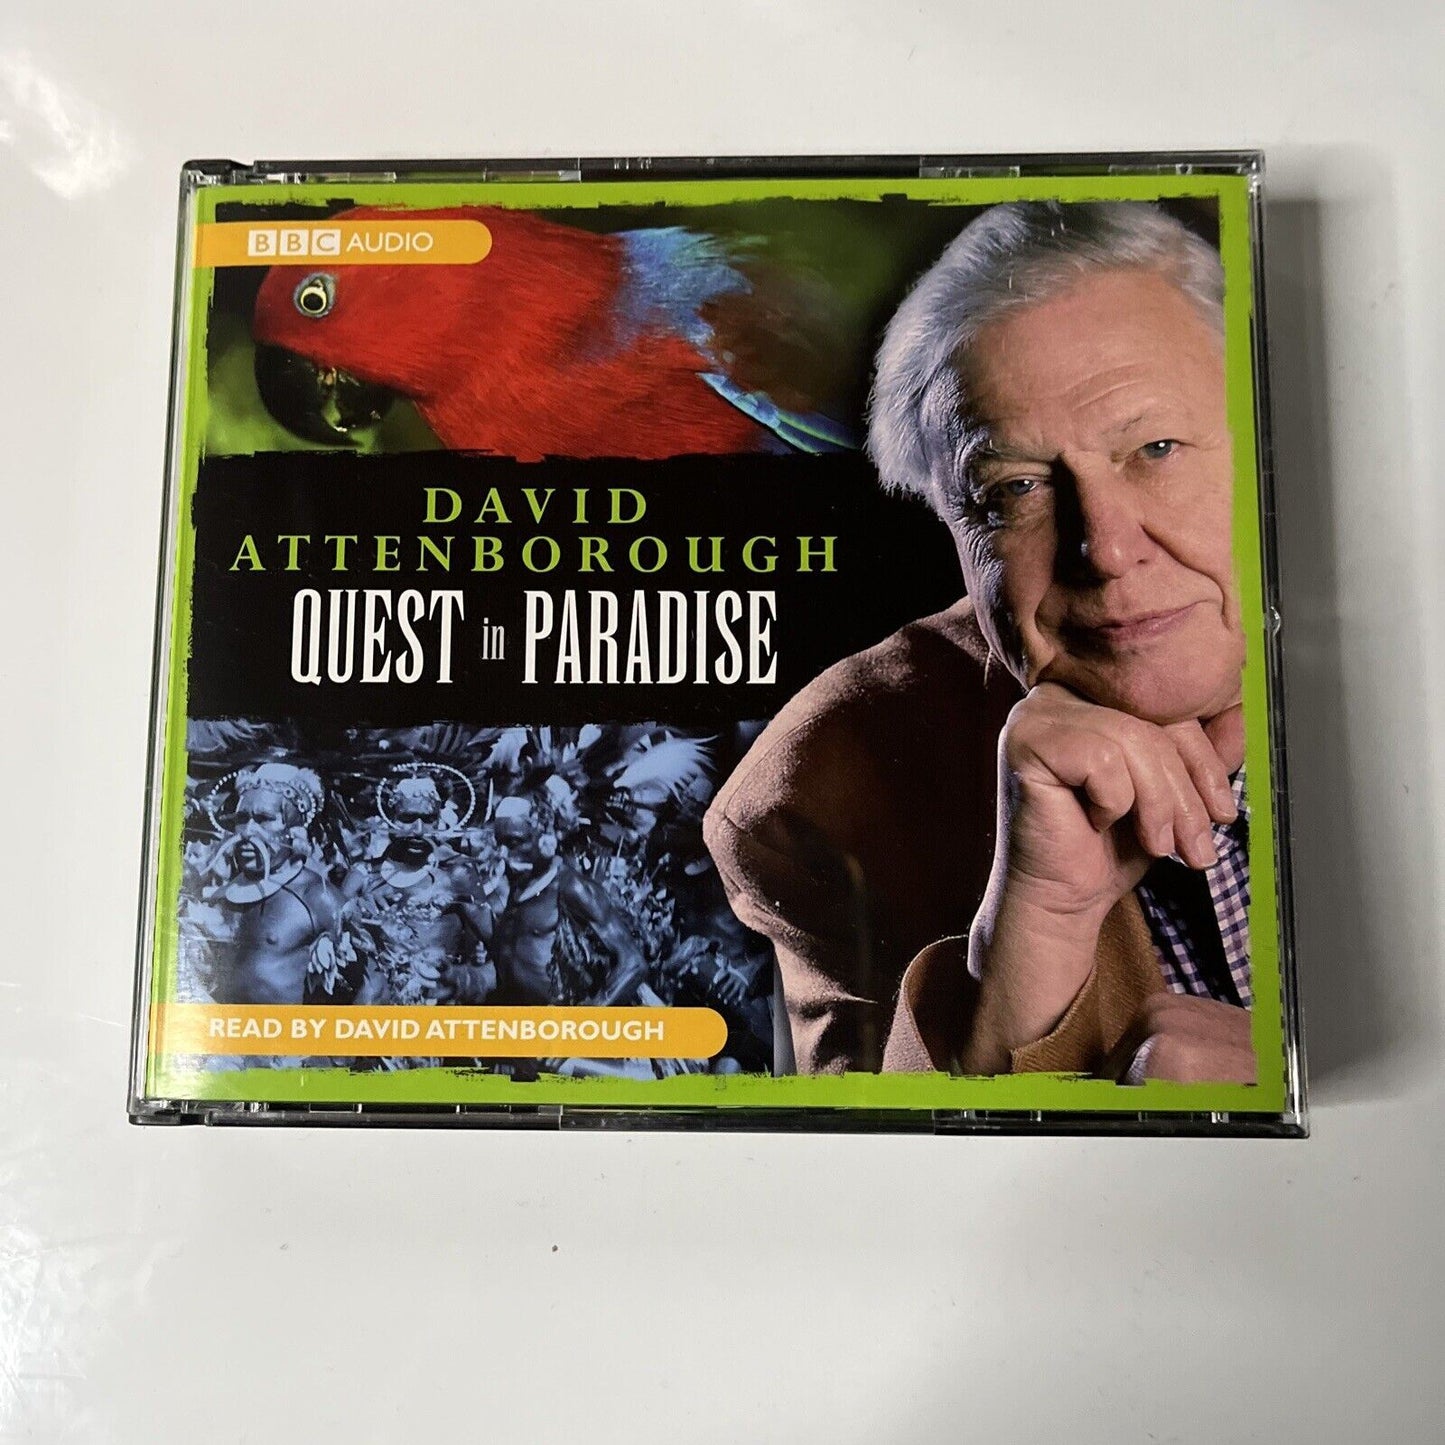 BBC AUDIO
DAVID
ATTENBOROUGH
QUEST in PARADISE
READ BY DAVID ATTENBOROUGH